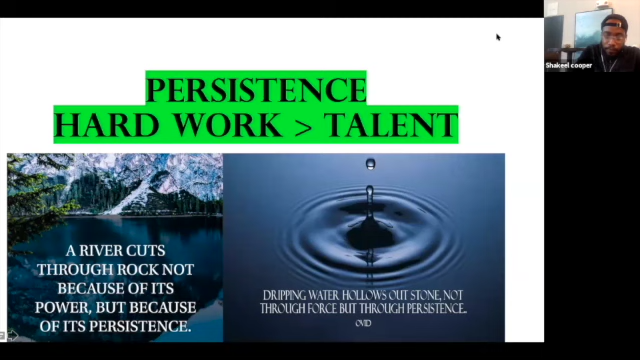 Shakeel cooper
PERSISTENCE
HARD WORK > TALENT
A RIVER CUTS
THROUGH ROCK NOT
BECAUSE OF ITS
POWER, BUT BECAUSE
OF ITS PERSISTENCE.
DRIPPING WATER HOLLOWS OUT STONE, NOT
THROUGH FORCE BUT THROUGH PERSISTENCE.
OVID